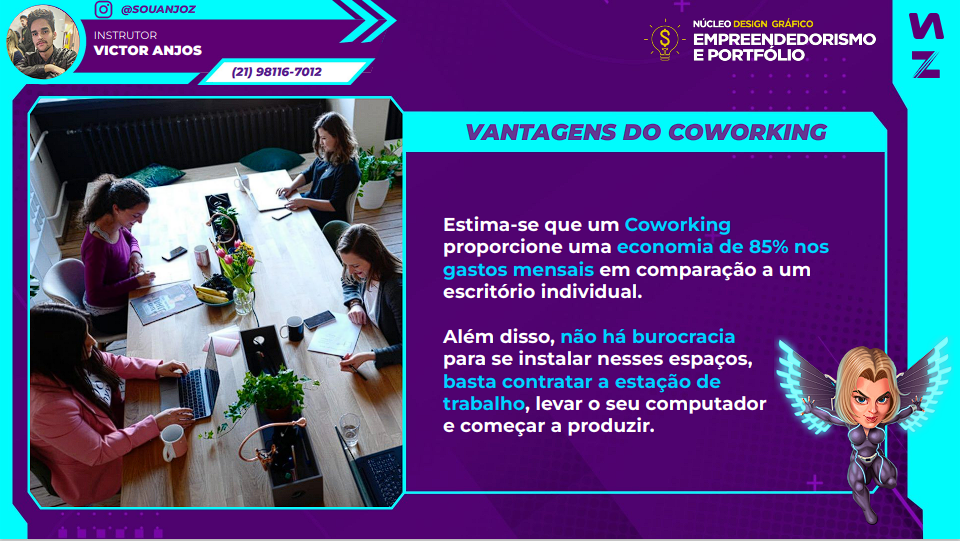 @SOUANJOZ
INSTRUTOR
VICTOR ANJOS
(21) 98116-7012
NÚCLEO DESIGN GRÁFICO
EMPREENDEDORISMO
E PORTFÓLIO
VANTAGENS DO COWORKING
Estima-se que um Coworking
proporcione uma economia de 85% nos
gastos mensais em comparação a um
escritório individual.
Além disso, não há burocracia
para se instalar nesses espaços,
basta contratar a estação de
trabalho, levar o seu computador
e começar a produzir.